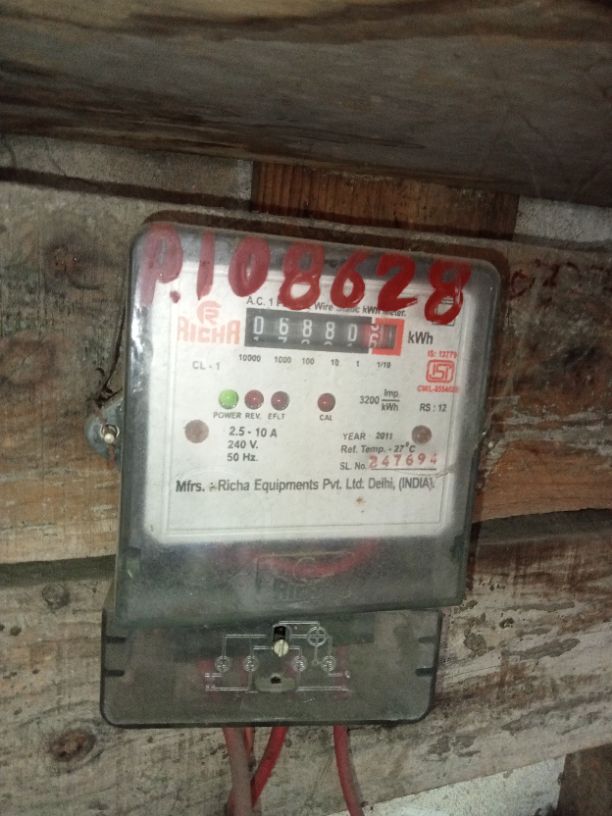 P.108628
A.C. 1 Wire Static kWh Meter.
RICHA
06880 kWh
10000 1000 100 10 1 1/10
CL - 1
IS: 13779
ISI
POWER REV. EFLT CAL
3200 Imp/kWh
RS : 12
2.5 - 10 A
240 V.
50 Hz.
YEAR 2011
Ref. Temp. - 27°C
SL. No. 247694
Mfrs. :- Richa Equipments Pvt. Ltd. Delhi, (INDIA).